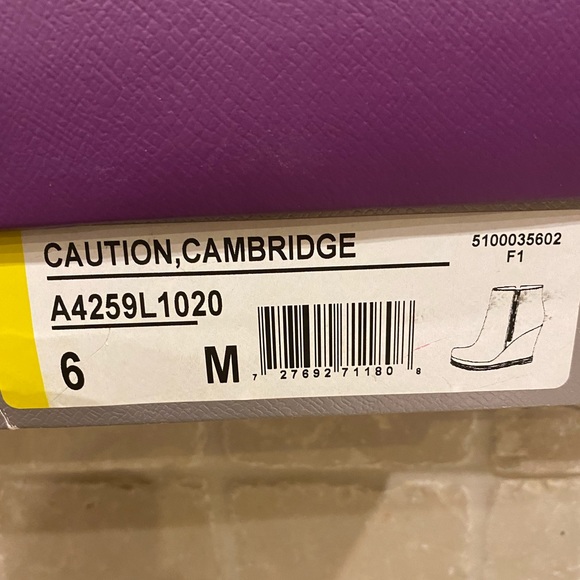 CAUTION,CAMBRIDGE
5100035602
F1
A4259L1020
6 M
7 27692 71180 8